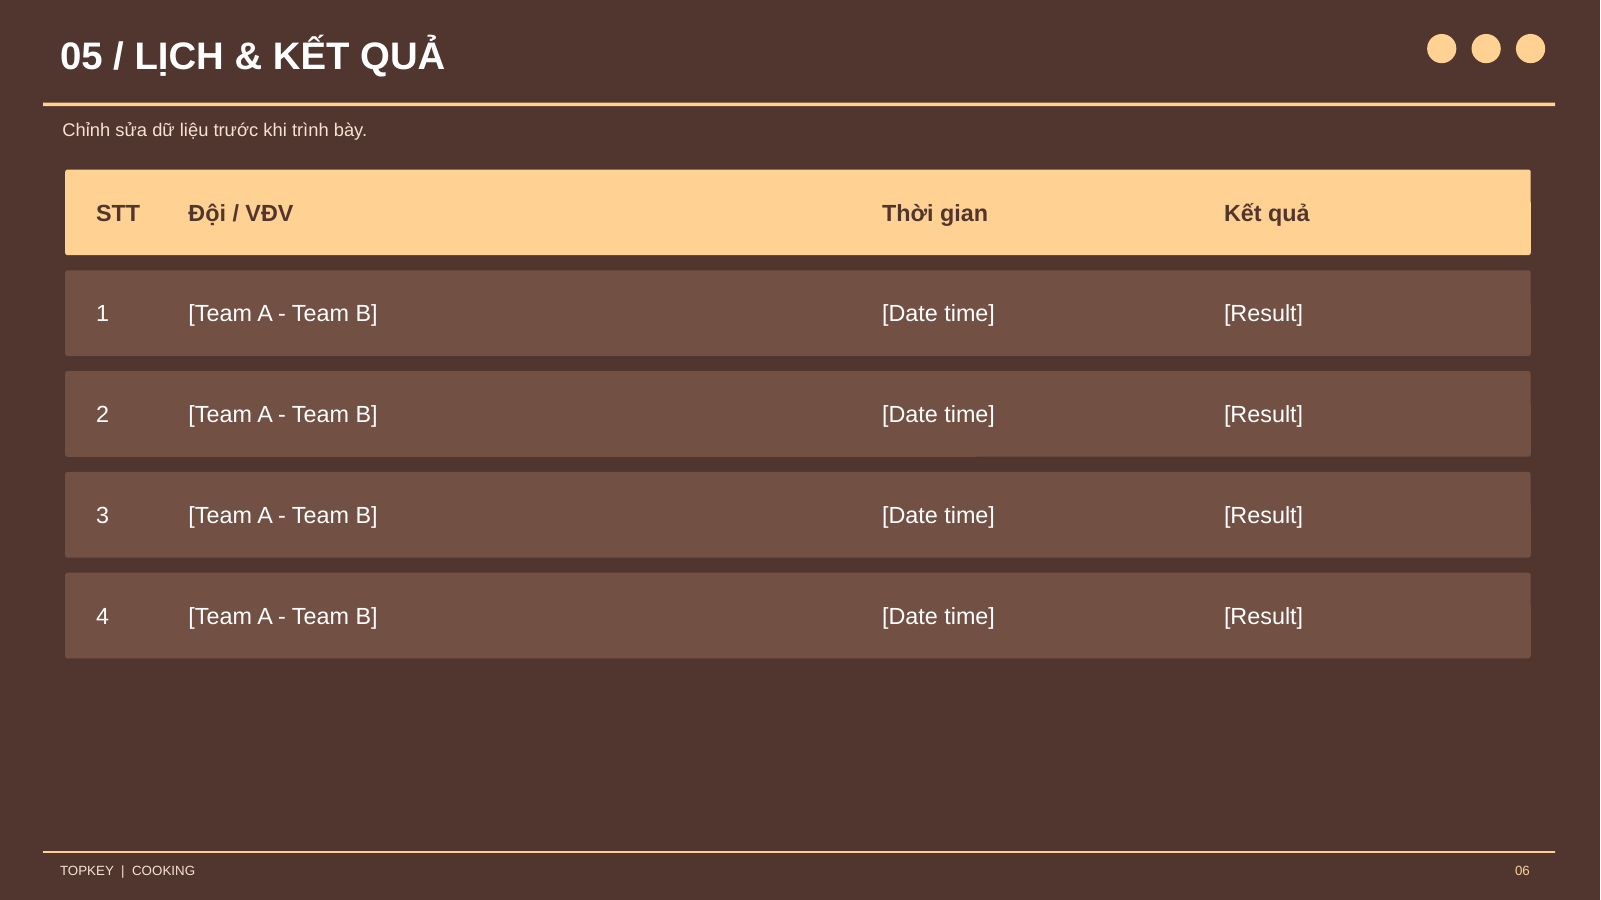 05 / LỊCH & KẾT QUẢ
Chỉnh sửa dữ liệu trước khi trình bày.
STT Đội / VĐV Thời gian Kết quả
1 [Team A - Team B] [Date time] [Result]
2 [Team A - Team B] [Date time] [Result]
3 [Team A - Team B] [Date time] [Result]
4 [Team A - Team B] [Date time] [Result]
TOPKEY | COOKING 06